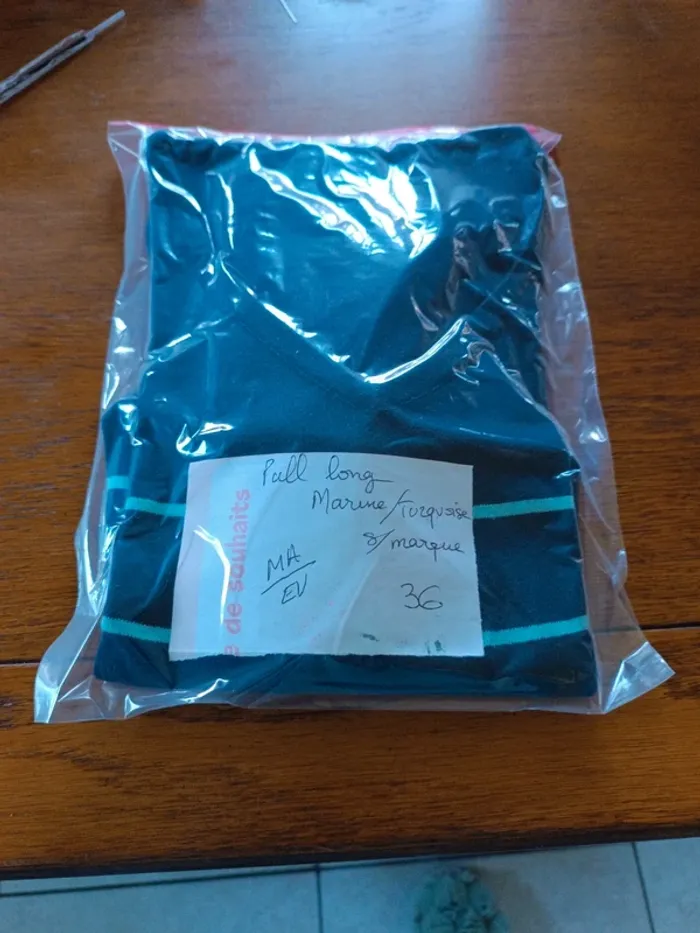 Pull long
Marine/turquoise
s/marque
MA/EV
36
e de souhaits